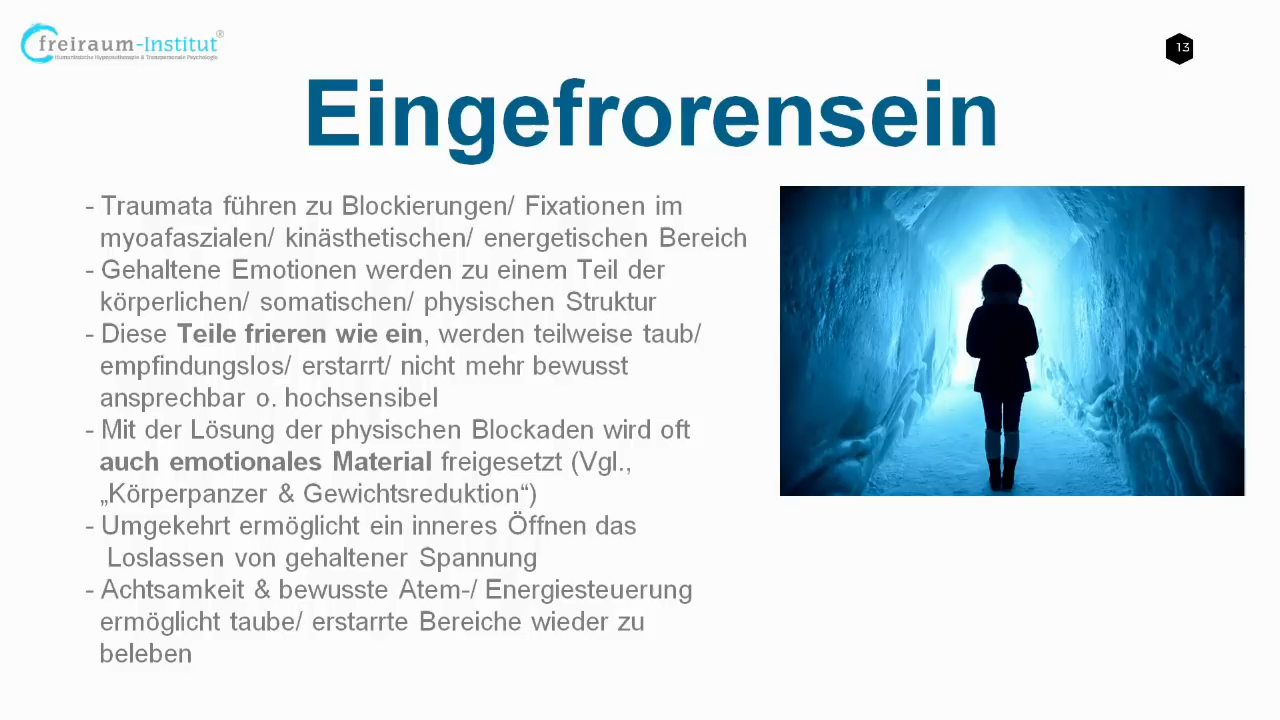 freiraum-Institut®
Humanistische Hypnosetherapie & Transpersonale Psychologie
13
Eingefrorensein
- Traumata führen zu Blockierungen/ Fixationen im
myoafaszialen/ kinästhetischen/ energetischen Bereich
- Gehaltene Emotionen werden zu einem Teil der
körperlichen/ somatischen/ physischen Struktur
- Diese Teile frieren wie ein, werden teilweise taub/
empfindungslos/ erstarrt/ nicht mehr bewusst
ansprechbar o. hochsensibel
- Mit der Lösung der physischen Blockaden wird oft
auch emotionales Material freigesetzt (Vgl.,
„Körperpanzer & Gewichtsreduktion“)
- Umgekehrt ermöglicht ein inneres Öffnen das
Loslassen von gehaltener Spannung
- Achtsamkeit & bewusste Atem-/ Energiesteuerung
ermöglicht taube/ erstarrte Bereiche wieder zu
beleben